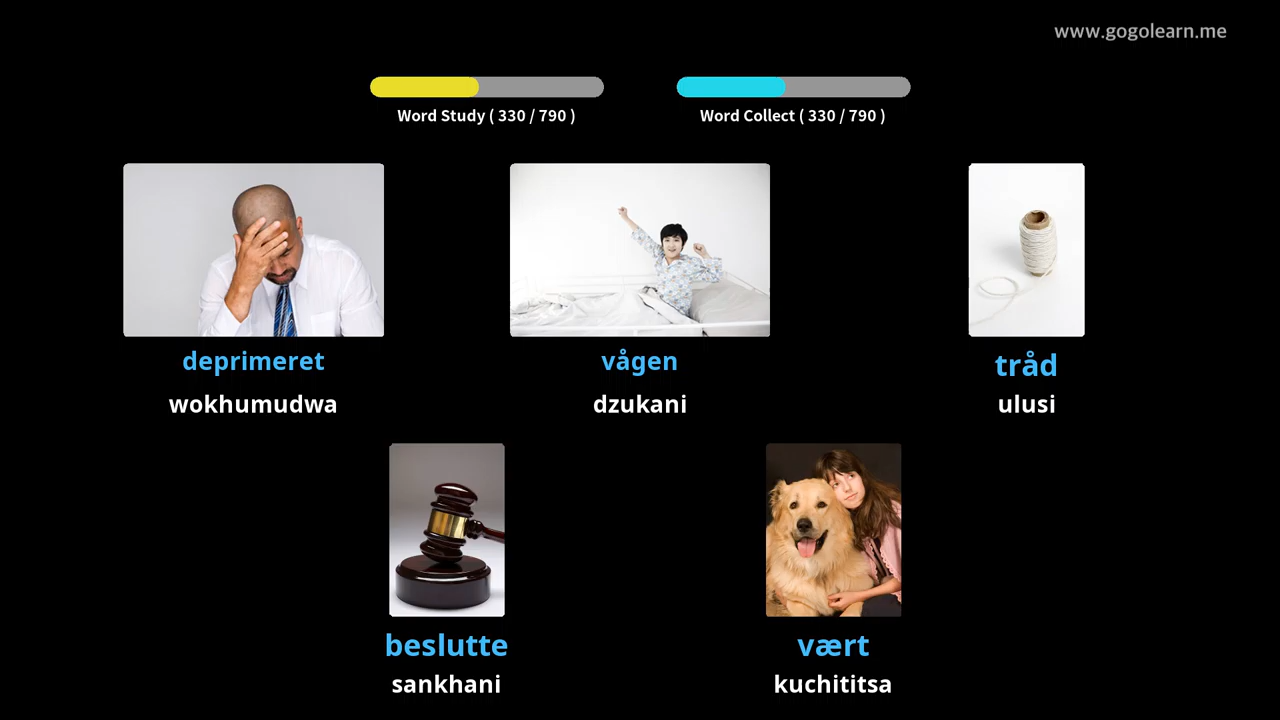 www.gogolearn.me
Word Study ( 330 / 790 )
Word Collect ( 330 / 790 )
deprimeret
wokhumudwa
vågen
dzukani
tråd
ulusi
beslutte
sankhani
vært
kuchititsa